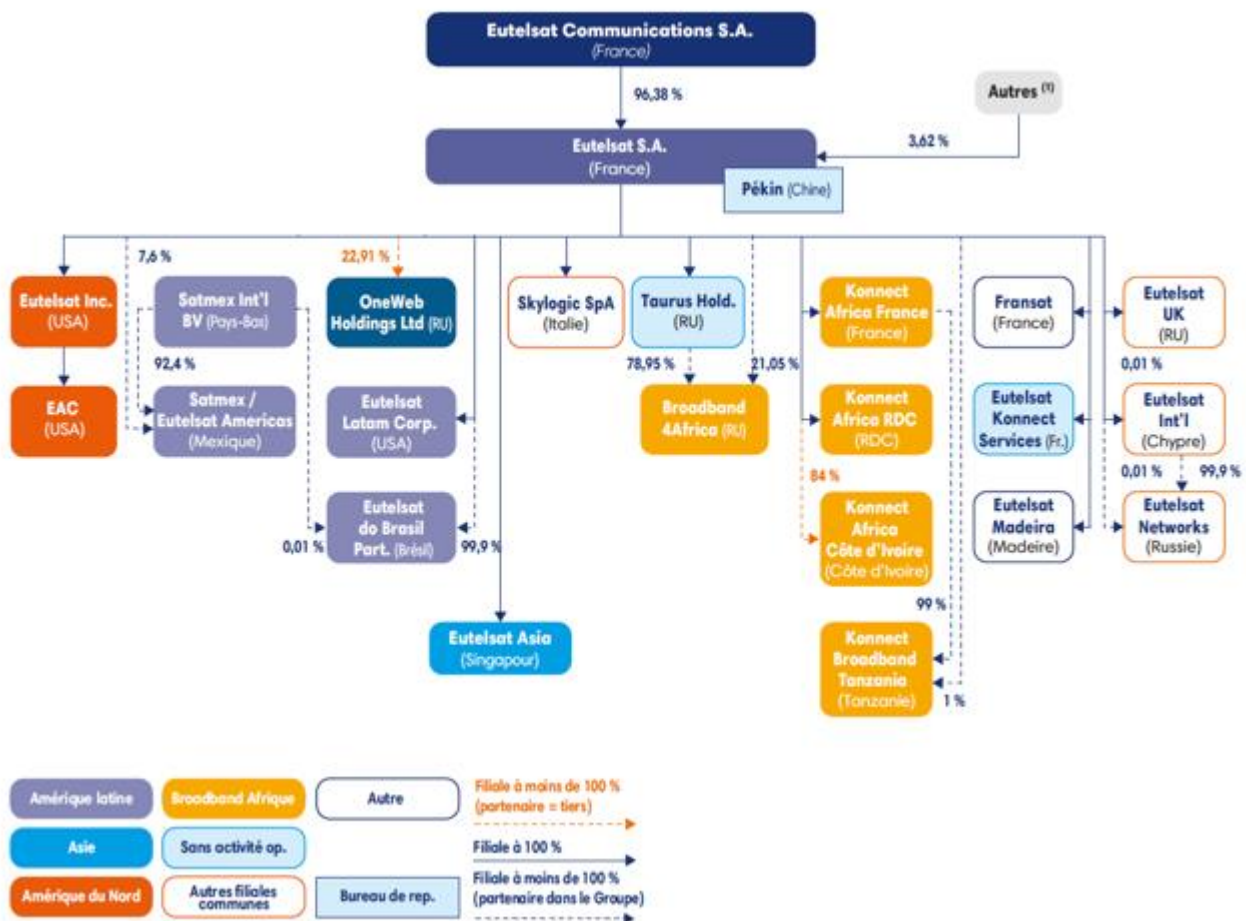 Eutelsat Communications S.A.
(France)
96,38 %
Autres (1)
Eutelsat S.A.
(France)
3,62 %
Pékin (Chine)
7,6 %
22,91 %
Eutelsat Inc.
(USA)
Satmex Int'l
BV (Pays-Bas)
OneWeb
Holdings Ltd (RU)
Skylogic SpA
(Italie)
Taurus Hold.
(RU)
Konnect
Africa France
(France)
Fransat
(France)
Eutelsat
UK
(RU)
92,4 %
78,95 %
21,05 %
0,01 %
EAC
(USA)
Satmex /
Eutelsat Americas
(Mexique)
Eutelsat
Latam Corp.
(USA)
Broadband
4Africa (RU)
Konnect
Africa RDC
(RDC)
Eutelsat
Konnect
Services (Fr.)
Eutelsat
Int'l
(Chypre)
84 %
0,01 %
99,9 %
Eutelsat
do Brasil
Part. (Brésil)
0,01 %
99,9 %
Konnect
Africa
Côte d'Ivoire
(Côte d'Ivoire)
Eutelsat
Madeira
(Madeire)
Eutelsat
Networks
(Russie)
99 %
Eutelsat Asia
(Singapour)
Konnect
Broadband
Tanzania
(Tanzanie)
1 %
Amérique latine
Broadband Afrique
Autre
Filiale à moins de 100 %
(partenaire = tiers)
Asie
Sans activité op.
Filiale à 100 %
Amérique du Nord
Autres filiales
communes
Bureau de rep.
Filiale à moins de 100 %
(partenaire dans le Groupe)